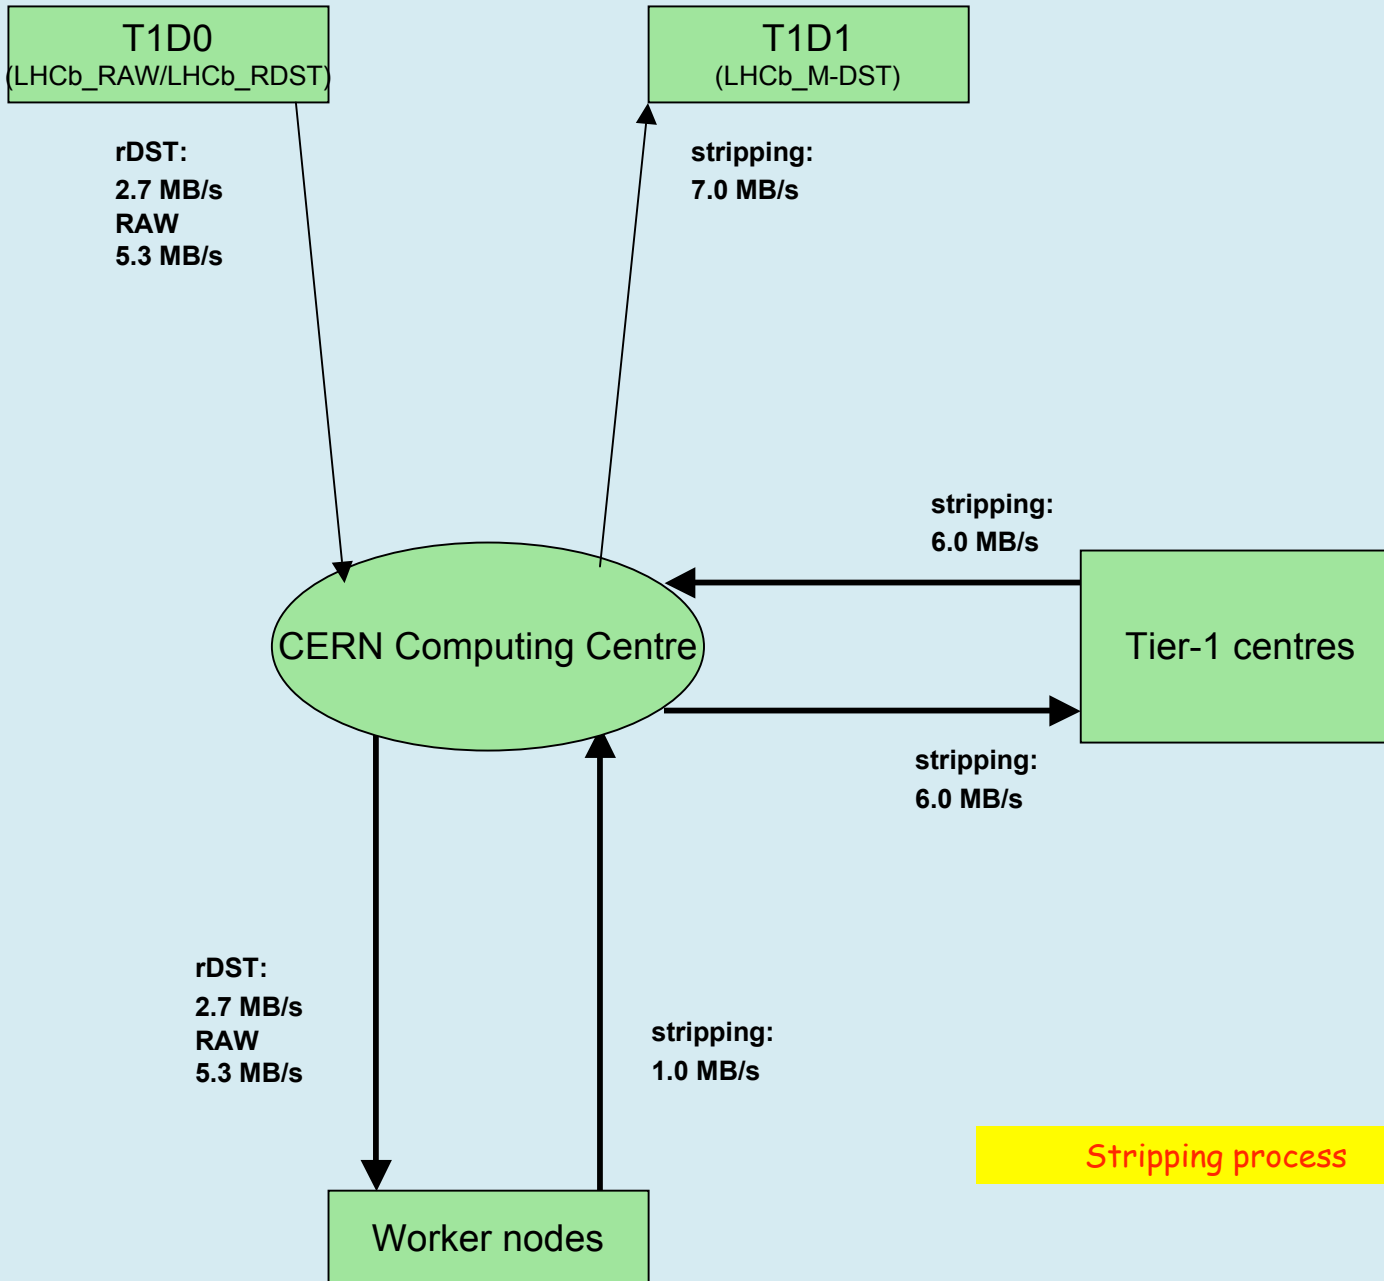 T1D0
(LHCb_RAW/LHCb_RDST)
T1D1
(LHCb_M-DST)
rDST:
2.7 MB/s
RAW
5.3 MB/s
stripping:
7.0 MB/s
stripping:
6.0 MB/s
CERN Computing Centre
Tier-1 centres
stripping:
6.0 MB/s
rDST:
2.7 MB/s
RAW
5.3 MB/s
stripping:
1.0 MB/s
Stripping process
Worker nodes